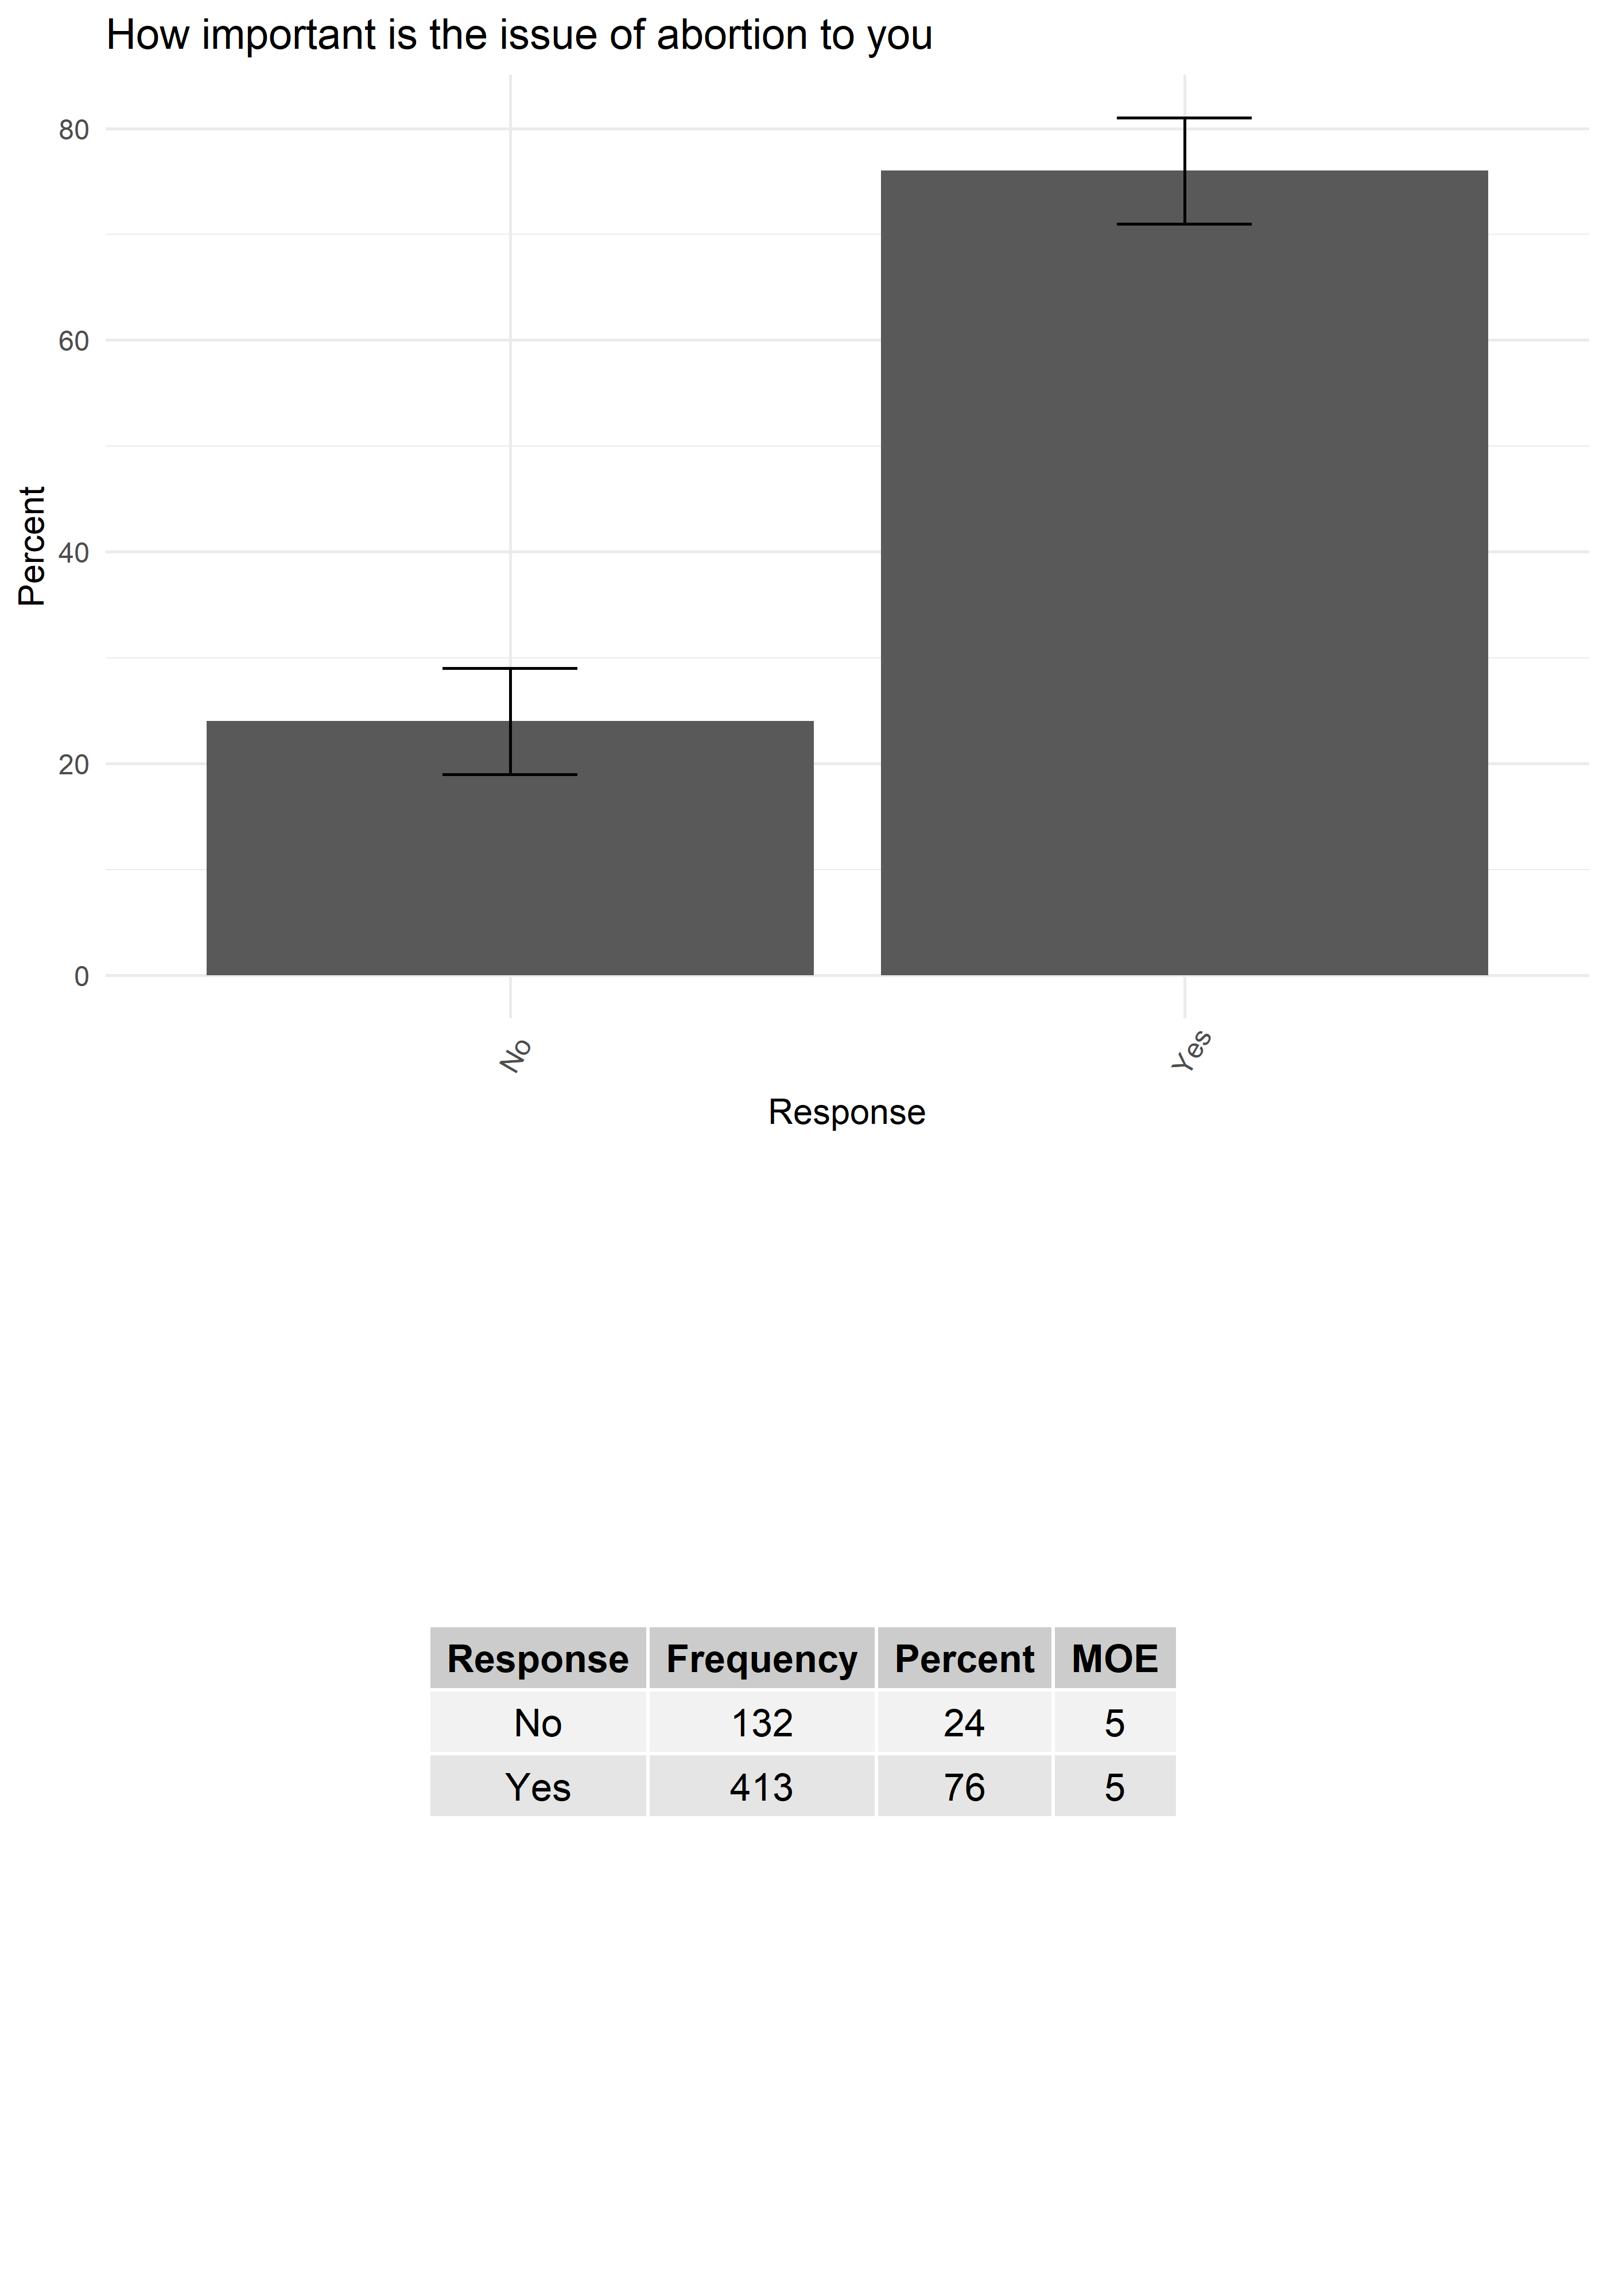 How important is the issue of abortion to you
80
60
40
20
0
Percent
No Yes
Response
Response Frequency Percent MOE
No 132 24 5
Yes 413 76 5